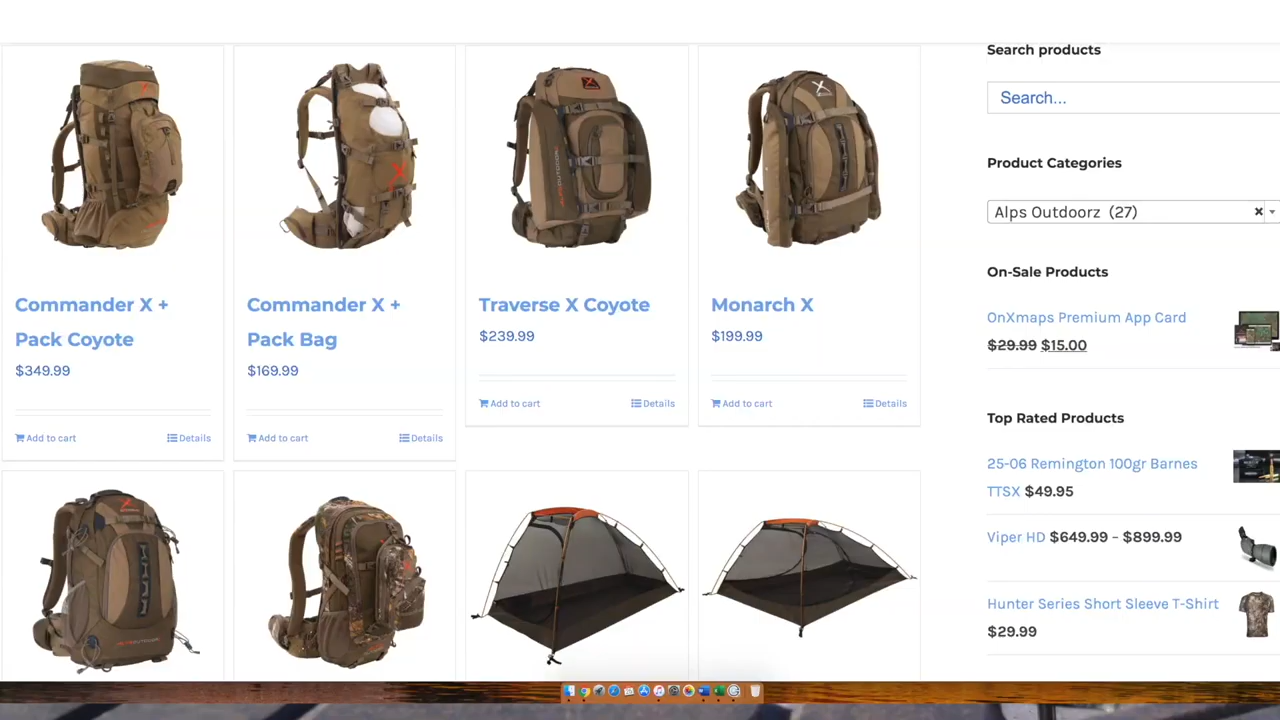 Search products
Search...
Product Categories
Alps Outdoorz (27)
On-Sale Products
OnXmaps Premium App Card
$29.99 $15.00
Top Rated Products
25-06 Remington 100gr Barnes
TTSX $49.95
Viper HD $649.99 – $899.99
Hunter Series Short Sleeve T-Shirt
$29.99
Commander X +
Pack Coyote
$349.99
Add to cart
Details
Commander X +
Pack Bag
$169.99
Add to cart
Details
Traverse X Coyote
$239.99
Add to cart
Details
Monarch X
$199.99
Add to cart
Details